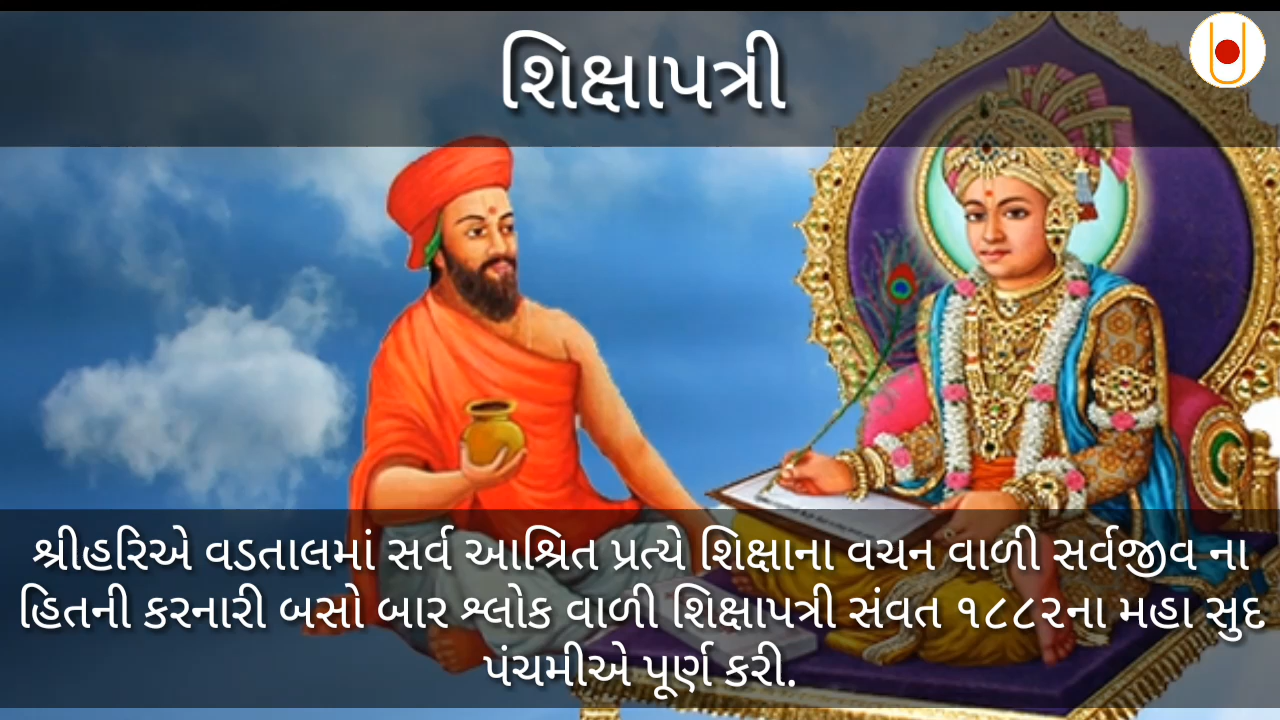 શિક્ષાપત્રી
શ્રીહરિએ વડતાલમાં સર્વ આશ્રિત પ્રત્યે શિક્ષાના વચન વાળી સર્વજીવ ના
હિતની કરનારી બસો બાર શ્લોક વાળી શિક્ષાપત્રી સંવત ૧૮૮૨ના મહા સુદ
પંચમીએ પૂર્ણ કરી.